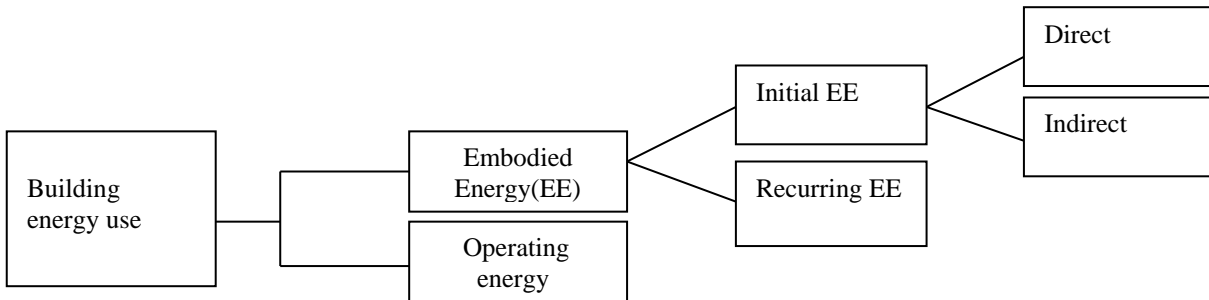 Building
energy use
Embodied
Energy(EE)
Operating
energy
Initial EE
Recurring EE
Direct
Indirect